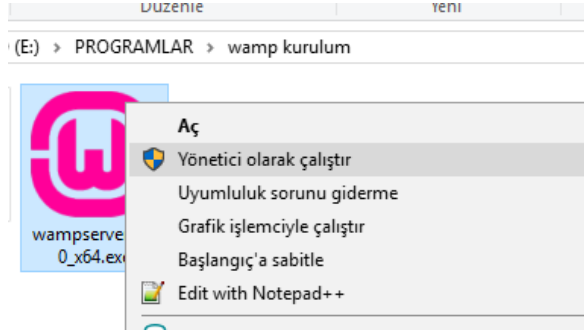 Düzenle Yeni
(E:) > PROGRAMLAR > wamp kurulum
Aç
Yönetici olarak çalıştır
Uyumluluk sorunu giderme
Grafik işlemciyle çalıştır
Başlangıç'a sabitle
Edit with Notepad++
wampserve
0_x64.ex